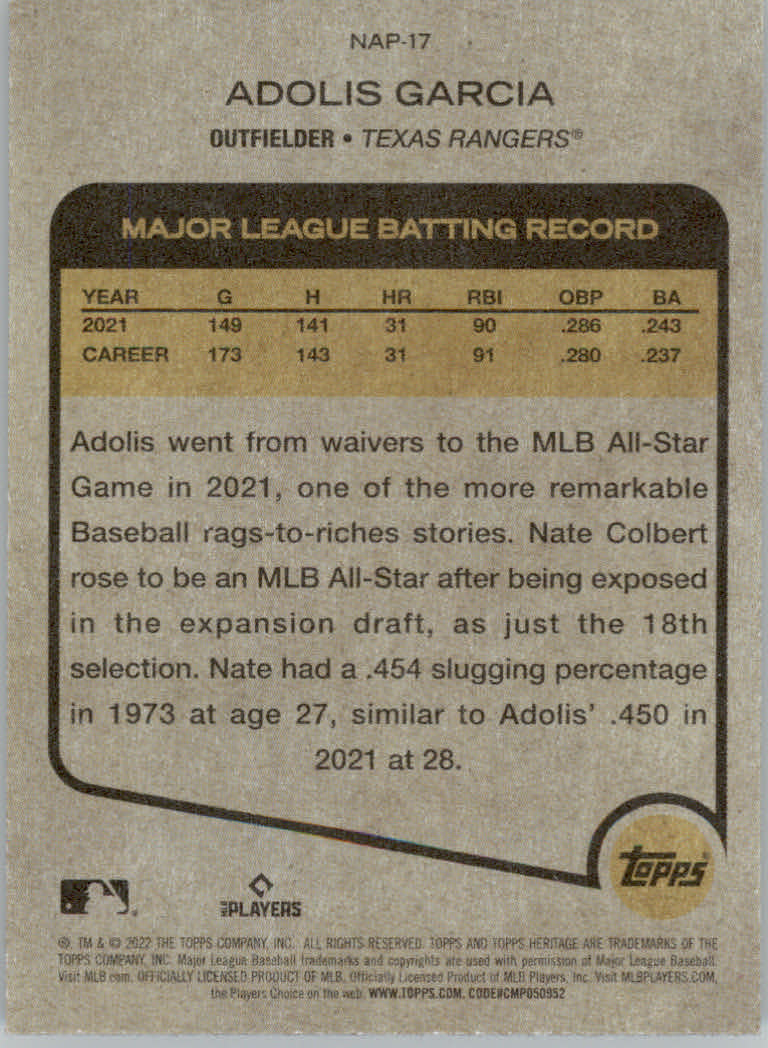 NAP-17
ADOLIS GARCIA
OUTFIELDER • TEXAS RANGERS®
MAJOR LEAGUE BATTING RECORD
YEAR G H HR RBI OBP BA
2021 149 141 31 90 .286 .243
CAREER 173 143 31 91 .280 .237
Adolis went from waivers to the MLB All-Star
Game in 2021, one of the more remarkable
Baseball rags-to-riches stories. Nate Colbert
rose to be an MLB All-Star after being exposed
in the expansion draft, as just the 18th
selection. Nate had a .454 slugging percentage
in 1973 at age 27, similar to Adolis' .450 in
2021 at 28.
topps
PLAYERS
®, TM & © 2022 THE TOPPS COMPANY, INC. ALL RIGHTS RESERVED. TOPPS AND TOPPS HERITAGE ARE TRADEMARKS OF THE
TOPPS COMPANY, INC. Major League Baseball trademarks and copyrights are used with permission of Major League Baseball.
Visit MLB.com. OFFICIALLY LICENSED PRODUCT OF MLB. Officially Licensed Product of MLB Players, Inc. Visit MLBPLAYERS.COM,
the Players Choice on the web. WWW.TOPPS.COM. CODE#CMP050952